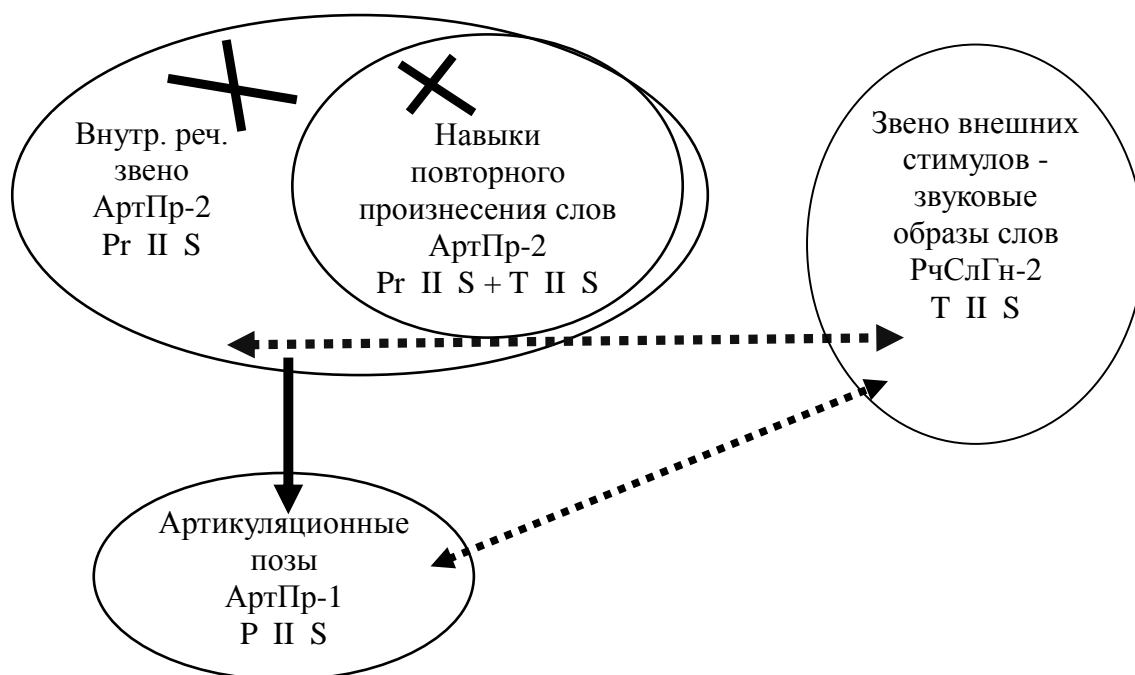 Внутр. реч.
звено
АртПр-2
Pr II S
Навыки
повторного
произнесения слов
АртПр-2
Pr II S + T II S
Звено внешних
стимулов -
звуковые
образы слов
РчСлГн-2
T II S
Артикуляционные
позы
АртПр-1
P II S